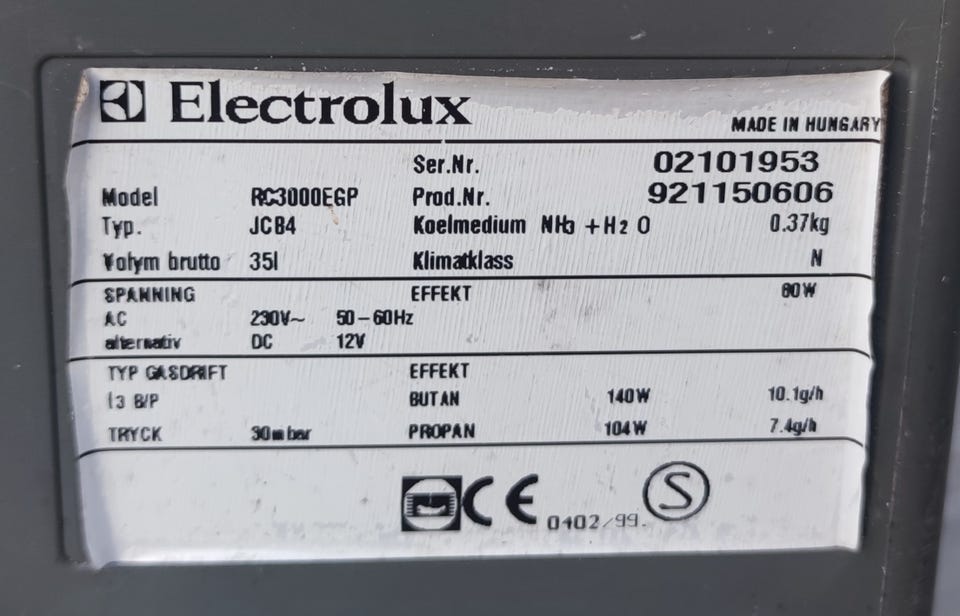 Electrolux
MADE IN HUNGARY
Ser.Nr. 02101953
Model RC3000EGP Prod.Nr. 921150606
Typ. JCB4 Koelmedium NH3 + H2O 0.37kg
Volym brutto 35l Klimatklass N
SPANNING EFFEKT 80W
AC 230V~ 50-60Hz
alternativ DC 12V
TYP GASDRIFT EFFEKT
I3 B/P BUTAN 140W 10.1g/h
TRYCK 30mbar PROPAN 104W 7.4g/h
CE 0402/99. S